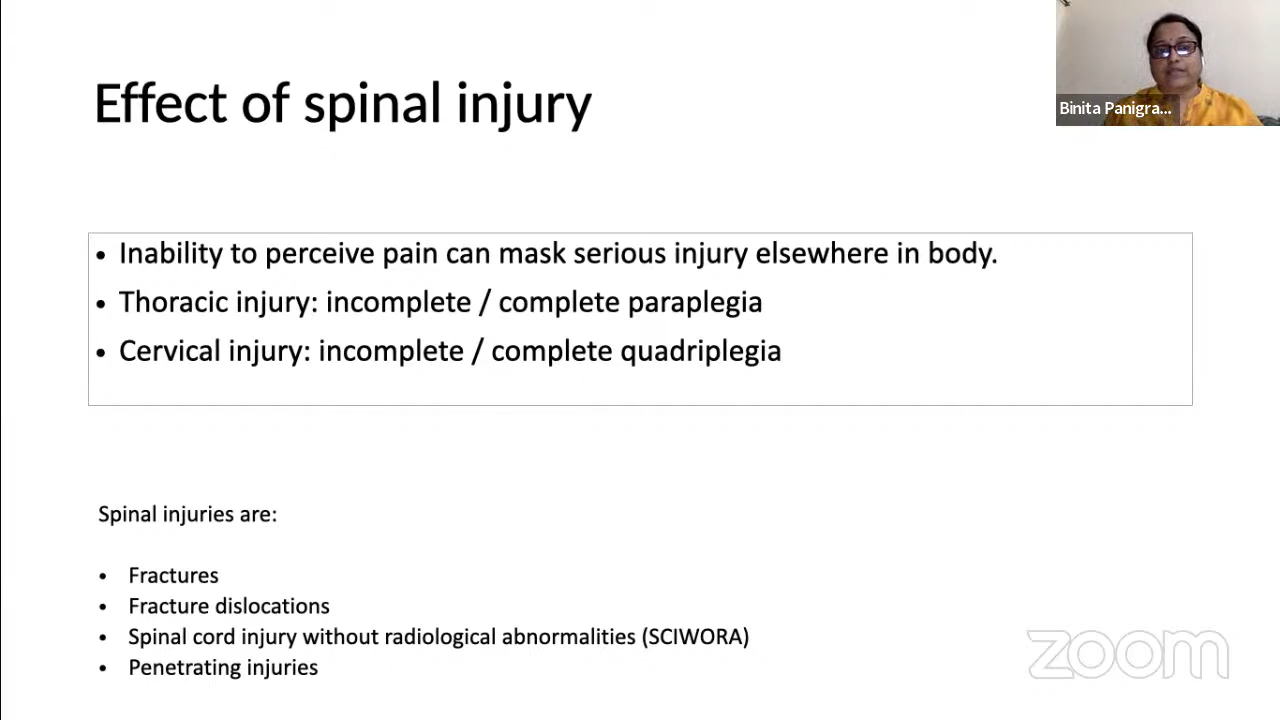 Effect of spinal injury
Binita Panigra...
• Inability to perceive pain can mask serious injury elsewhere in body.
• Thoracic injury: incomplete / complete paraplegia
• Cervical injury: incomplete / complete quadriplegia
Spinal injuries are:
• Fractures
• Fracture dislocations
• Spinal cord injury without radiological abnormalities (SCIWORA)
• Penetrating injuries
zoom